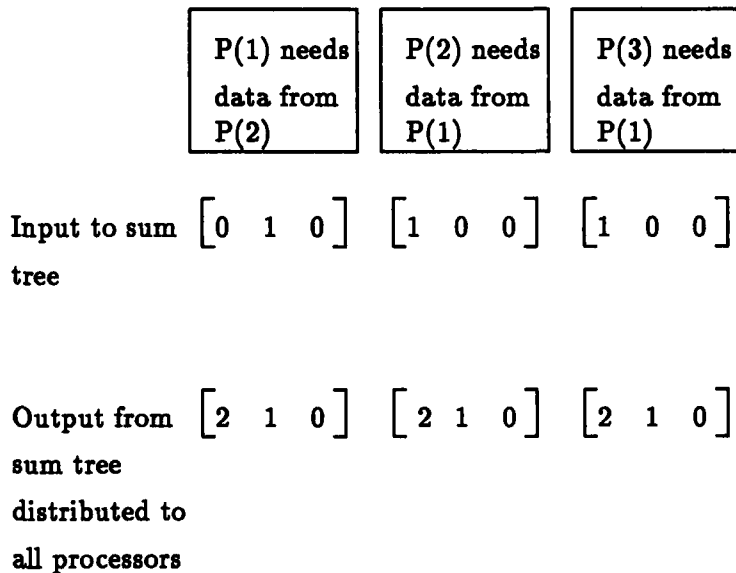 P(1) needs
data from
P(2)
P(2) needs
data from
P(1)
P(3) needs
data from
P(1)
Input to sum
tree
[0 1 0]
[1 0 0]
[1 0 0]
Output from
sum tree
distributed to
all processors
[2 1 0]
[2 1 0]
[2 1 0]